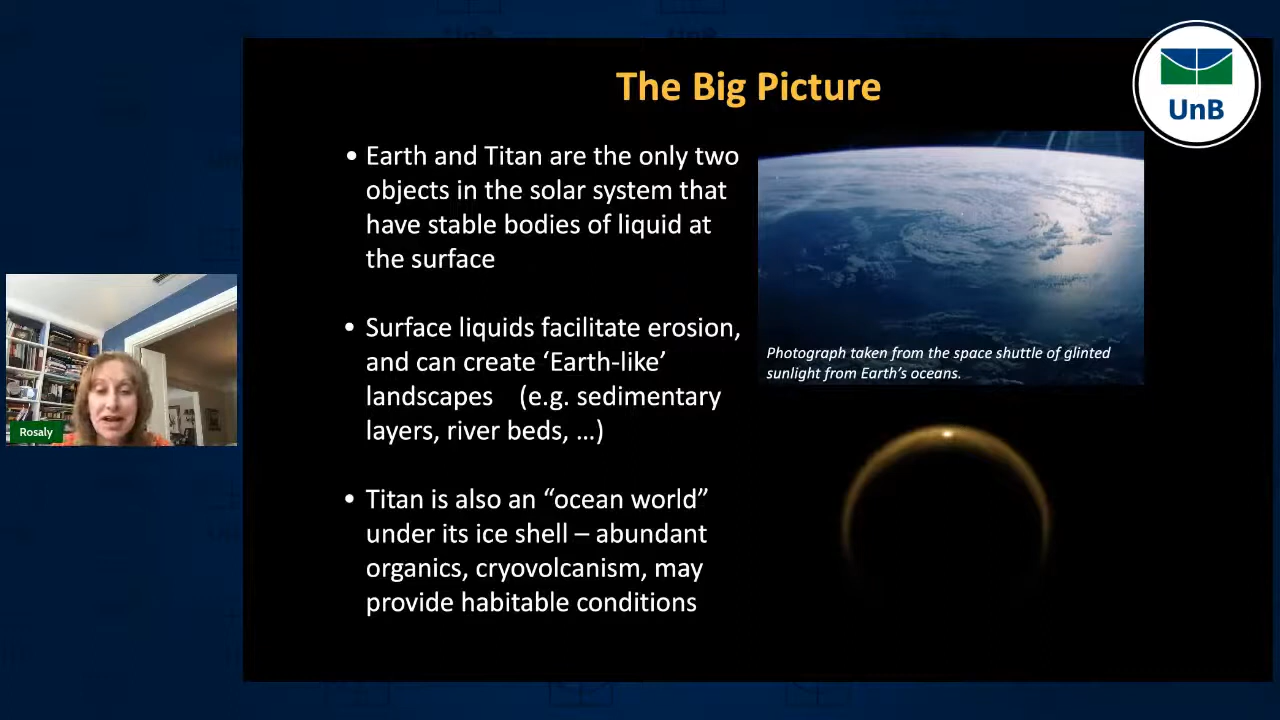 The Big Picture
UnB
• Earth and Titan are the only two
objects in the solar system that
have stable bodies of liquid at
the surface
• Surface liquids facilitate erosion,
and can create ‘Earth-like’
landscapes (e.g. sedimentary
layers, river beds, …)
• Titan is also an “ocean world”
under its ice shell – abundant
organics, cryovolcanism, may
provide habitable conditions
Photograph taken from the space shuttle of glinted
sunlight from Earth’s oceans.
Rosaly